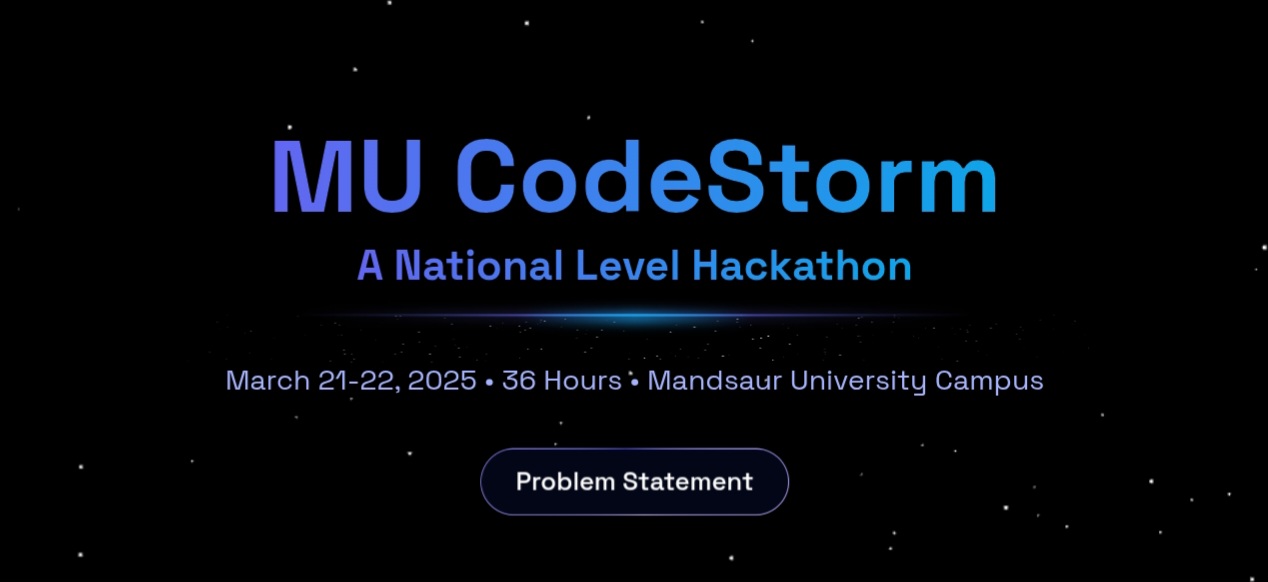 MU CodeStorm
A National Level Hackathon
March 21-22, 2025 • 36 Hours • Mandsaur University Campus
Problem Statement